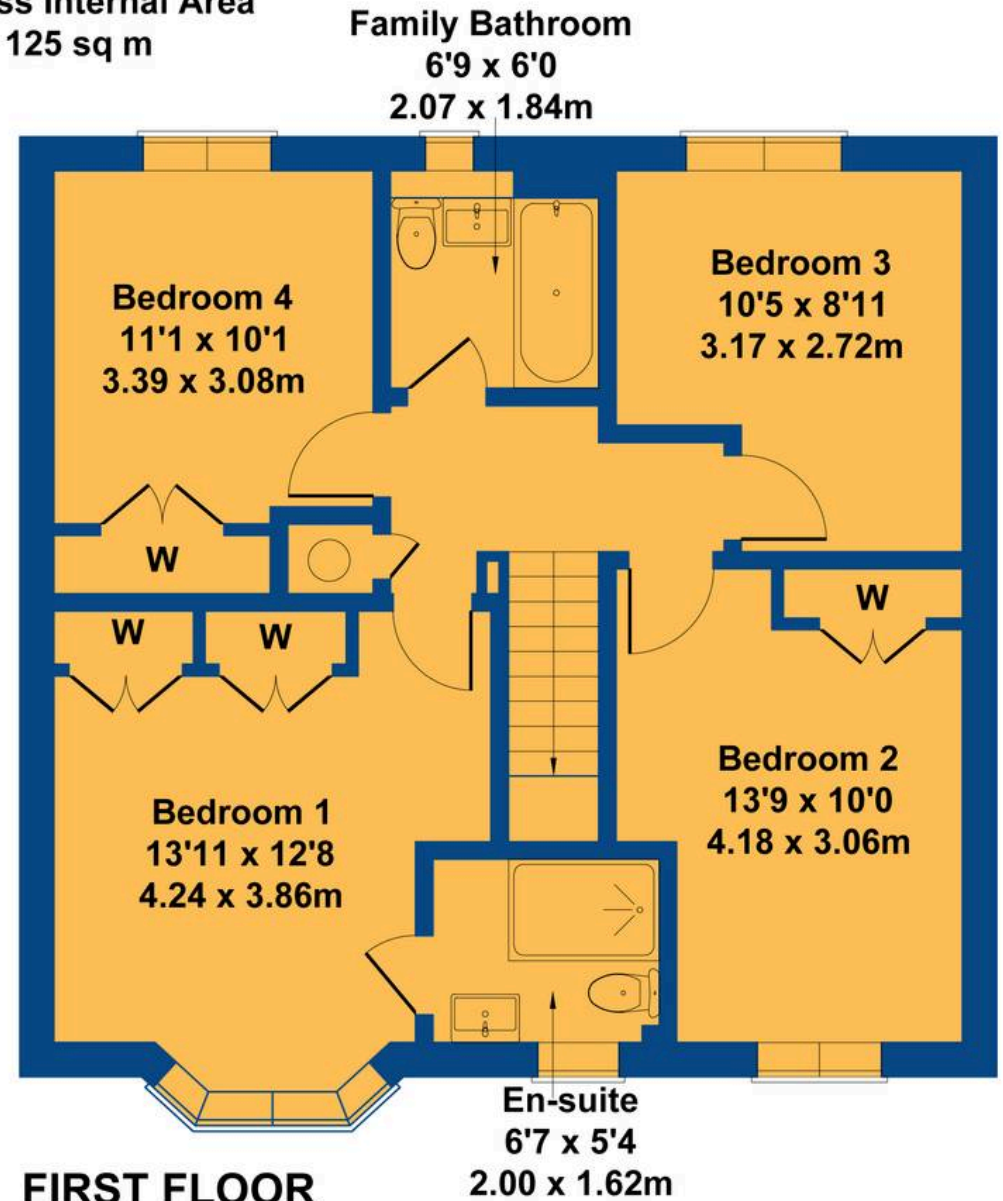 ss Internal Area
125 sq m
Family Bathroom
6'9 x 6'0
2.07 x 1.84m
Bedroom 4
11'1 x 10'1
3.39 x 3.08m
Bedroom 3
10'5 x 8'11
3.17 x 2.72m
W
W
W
W
Bedroom 1
13'11 x 12'8
4.24 x 3.86m
Bedroom 2
13'9 x 10'0
4.18 x 3.06m
En-suite
6'7 x 5'4
2.00 x 1.62m
FIRST FLOOR